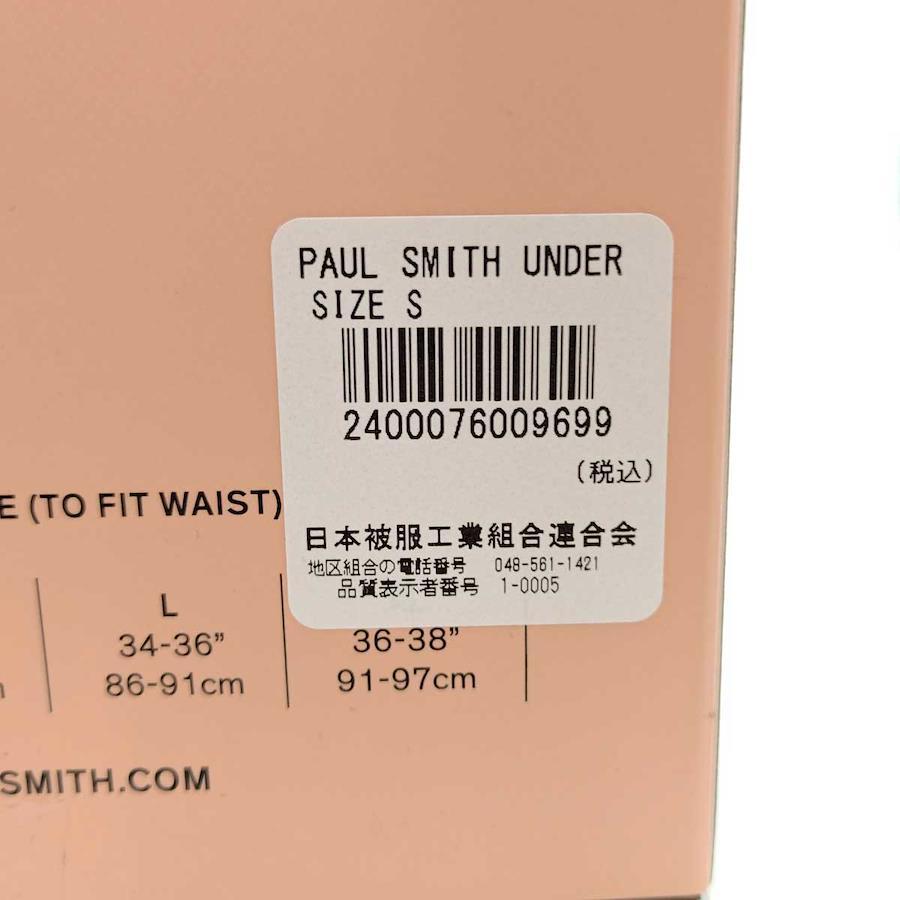 PAUL SMITH UNDER
SIZE S
2400076009699
(税込)
E (TO FIT WAIST)
日本被服工業組合連合会
地区組合の電話番号 048-561-1421
品質表示者番号 1-0005
L
34-36”
86-91cm
36-38”
91-97cm
SMITH.COM